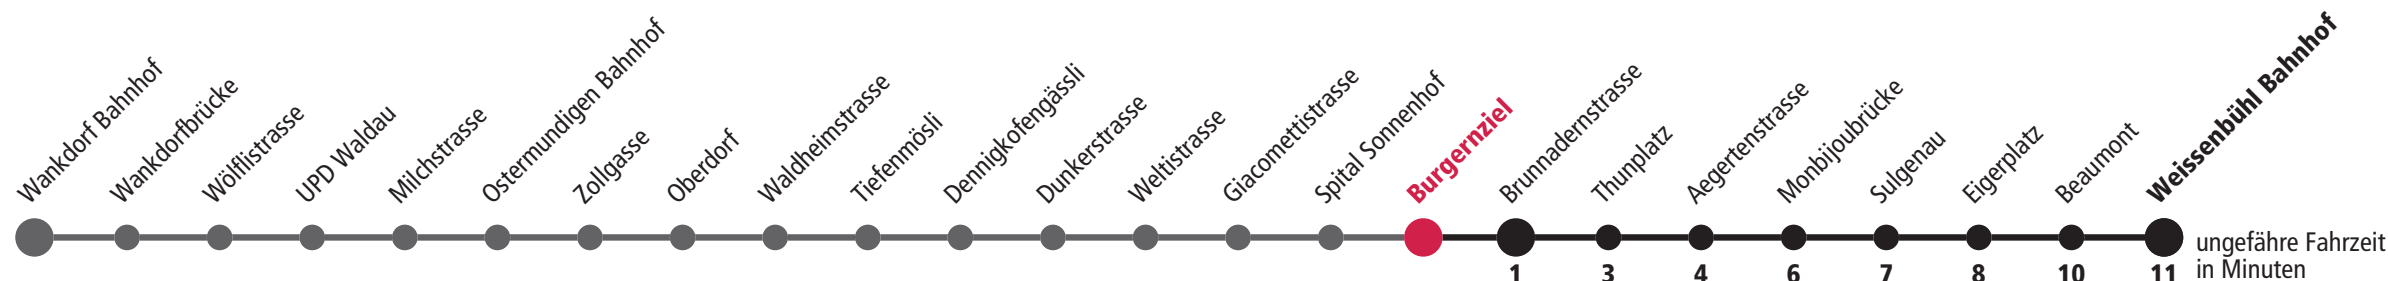 Wankdorf Bahnhof
Wankdorfbrücke
Wölflistrasse
UPD Waldau
Milchstrasse
Ostermundigen Bahnhof
Zollgasse
Oberdorf
Waldheimstrasse
Tiefenmösli
Dennigkofengässli
Dunkerstrasse
Weltistrasse
Giacomettistrasse
Spital Sonnenhof
Burgernziel
Brunnadernstrasse
Thunplatz
Aegertenstrasse
Monbijoubrücke
Sulgenau
Eigerplatz
Beaumont
Weissenbühl Bahnhof
1 3 4 6 7 8 10 11
ungefähre Fahrzeit
in Minuten